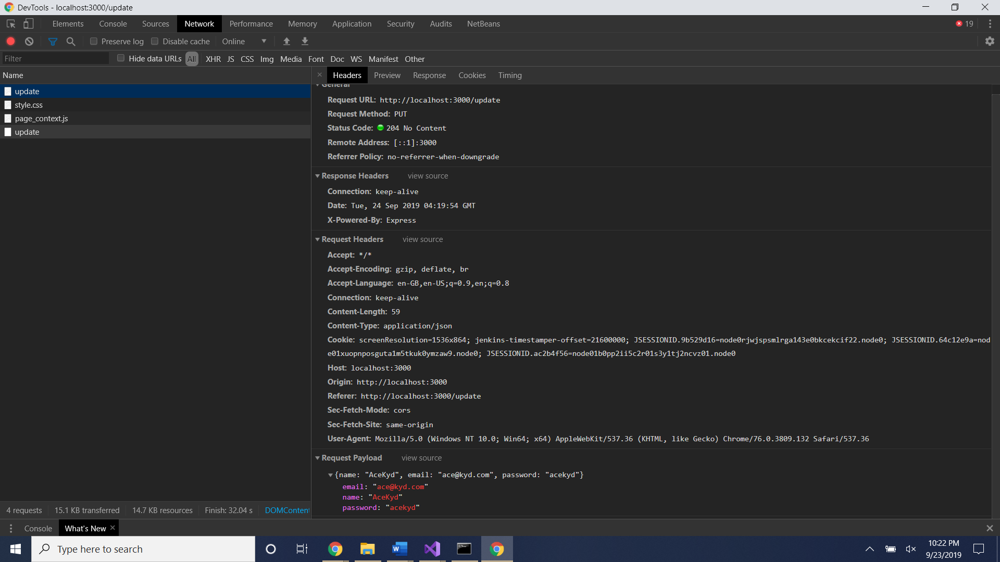 DevTools - localhost:3000/update
Elements Console Sources Network Performance Memory Application Security Audits NetBeans 19
Preserve log Disable cache Online
Filter Hide data URLs All XHR JS CSS Img Media Font Doc WS Manifest Other
Name
update
style.css
page_context.js
update
Headers Preview Response Cookies Timing
General
Request URL: http://localhost:3000/update
Request Method: PUT
Status Code: 204 No Content
Remote Address: [::1]:3000
Referrer Policy: no-referrer-when-downgrade
Response Headers view source
Connection: keep-alive
Date: Tue, 24 Sep 2019 04:19:54 GMT
X-Powered-By: Express
Request Headers view source
Accept: */*
Accept-Encoding: gzip, deflate, br
Accept-Language: en-GB,en-US;q=0.9,en;q=0.8
Connection: keep-alive
Content-Length: 59
Content-Type: application/json
Cookie: screenResolution=1536x864; jenkins-timestamper-offset=21600000; JSESSIONID.9b529d16=node0rjwjspsmlrga143e0bkcekcif22.node0; JSESSIONID.64c12e9a=nod
e01xuopnposguta1m5tkuk0ymzaw9.node0; JSESSIONID.ac2b4f56=node01b0pp2ii5c2r01s3y1tj2ncvz01.node0
Host: localhost:3000
Origin: http://localhost:3000
Referer: http://localhost:3000/update
Sec-Fetch-Mode: cors
Sec-Fetch-Site: same-origin
User-Agent: Mozilla/5.0 (Windows NT 10.0; Win64; x64) AppleWebKit/537.36 (KHTML, like Gecko) Chrome/76.0.3809.132 Safari/537.36
Request Payload view source
{name: "AceKyd", email: "ace@kyd.com", password: "acekyd"}
email: "ace@kyd.com"
name: "AceKyd"
password: "acekyd"
4 requests 15.1 KB transferred 14.7 KB resources Finish: 32.04 s DOMContent
Console What's New
Type here to search
10:22 PM
9/23/2019